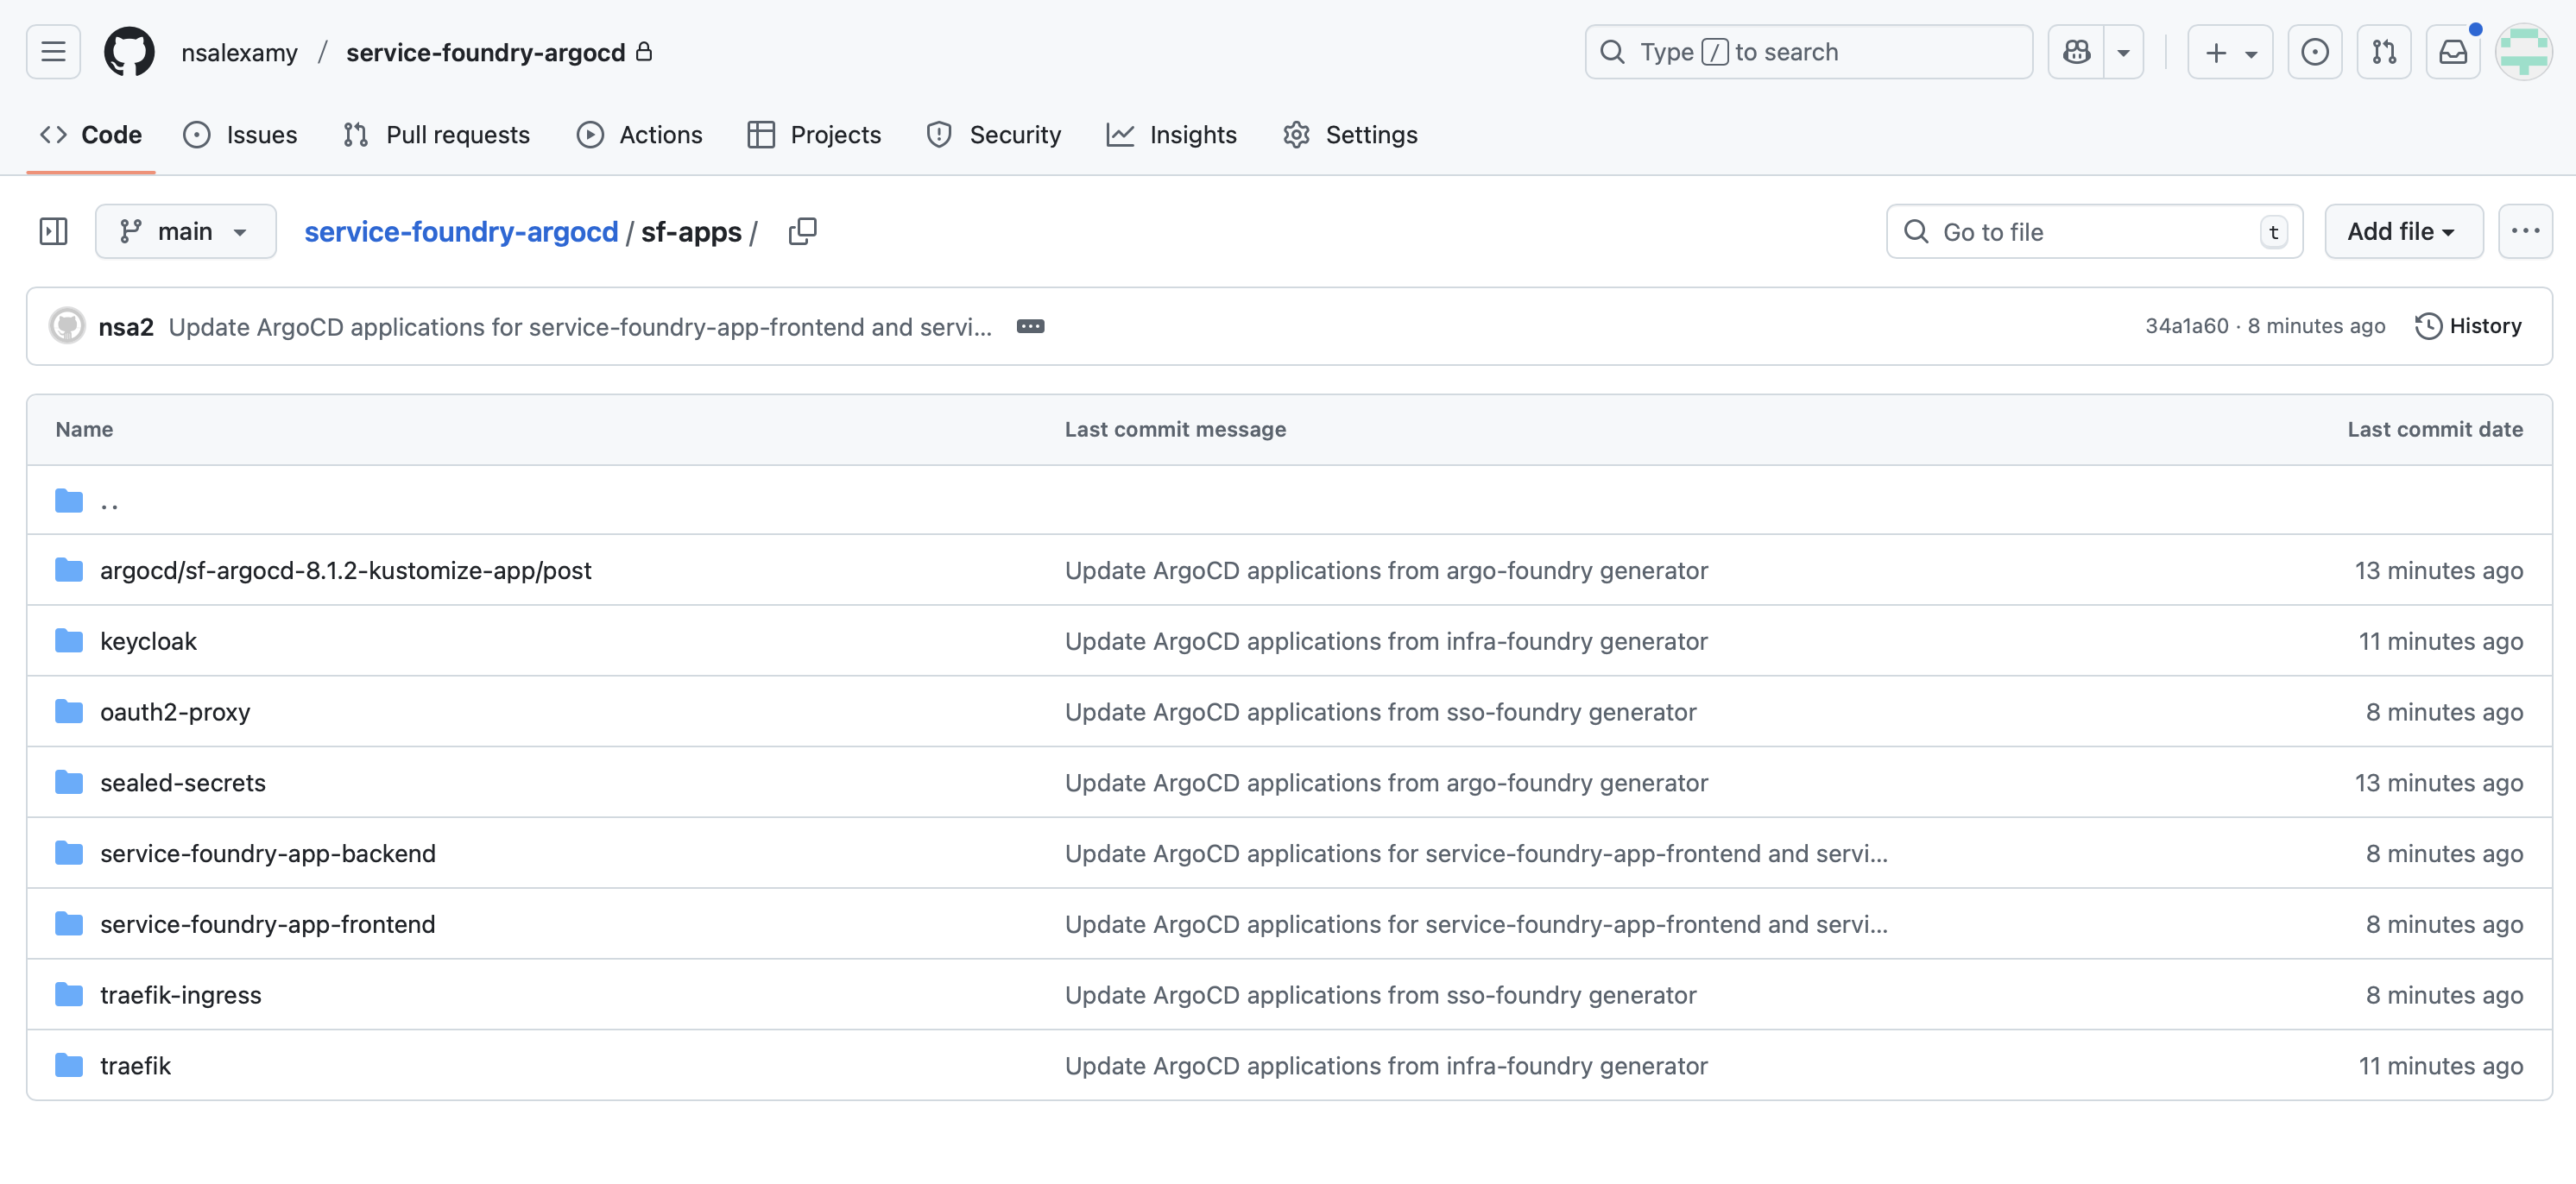 nsalexamy / service-foundry-argocd
Type / to search
Code Issues Pull requests Actions Projects Security Insights Settings
main service-foundry-argocd / sf-apps / Go to file t Add file
nsa2 Update ArgoCD applications for service-foundry-app-frontend and servi... 34a1a60 · 8 minutes ago History
Name Last commit message Last commit date
..
argocd/sf-argocd-8.1.2-kustomize-app/post Update ArgoCD applications from argo-foundry generator 13 minutes ago
keycloak Update ArgoCD applications from infra-foundry generator 11 minutes ago
oauth2-proxy Update ArgoCD applications from sso-foundry generator 8 minutes ago
sealed-secrets Update ArgoCD applications from argo-foundry generator 13 minutes ago
service-foundry-app-backend Update ArgoCD applications for service-foundry-app-frontend and servi... 8 minutes ago
service-foundry-app-frontend Update ArgoCD applications for service-foundry-app-frontend and servi... 8 minutes ago
traefik-ingress Update ArgoCD applications from sso-foundry generator 8 minutes ago
traefik Update ArgoCD applications from infra-foundry generator 11 minutes ago